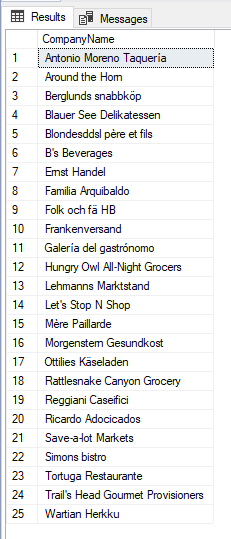 Results Messages
CompanyName
1 Antonio Moreno Taquería
2 Around the Horn
3 Berglunds snabbköp
4 Blauer See Delikatessen
5 Blondesddsl père et fils
6 B's Beverages
7 Ernst Handel
8 Familia Arquibaldo
9 Folk och fä HB
10 Frankenversand
11 Galería del gastrónomo
12 Hungry Owl All-Night Grocers
13 Lehmanns Marktstand
14 Let's Stop N Shop
15 Mère Paillarde
16 Morgenstern Gesundkost
17 Ottilies Käseladen
18 Rattlesnake Canyon Grocery
19 Reggiani Caseifici
20 Ricardo Adocicados
21 Save-a-lot Markets
22 Simons bistro
23 Tortuga Restaurante
24 Trail's Head Gourmet Provisioners
25 Wartian Herkku